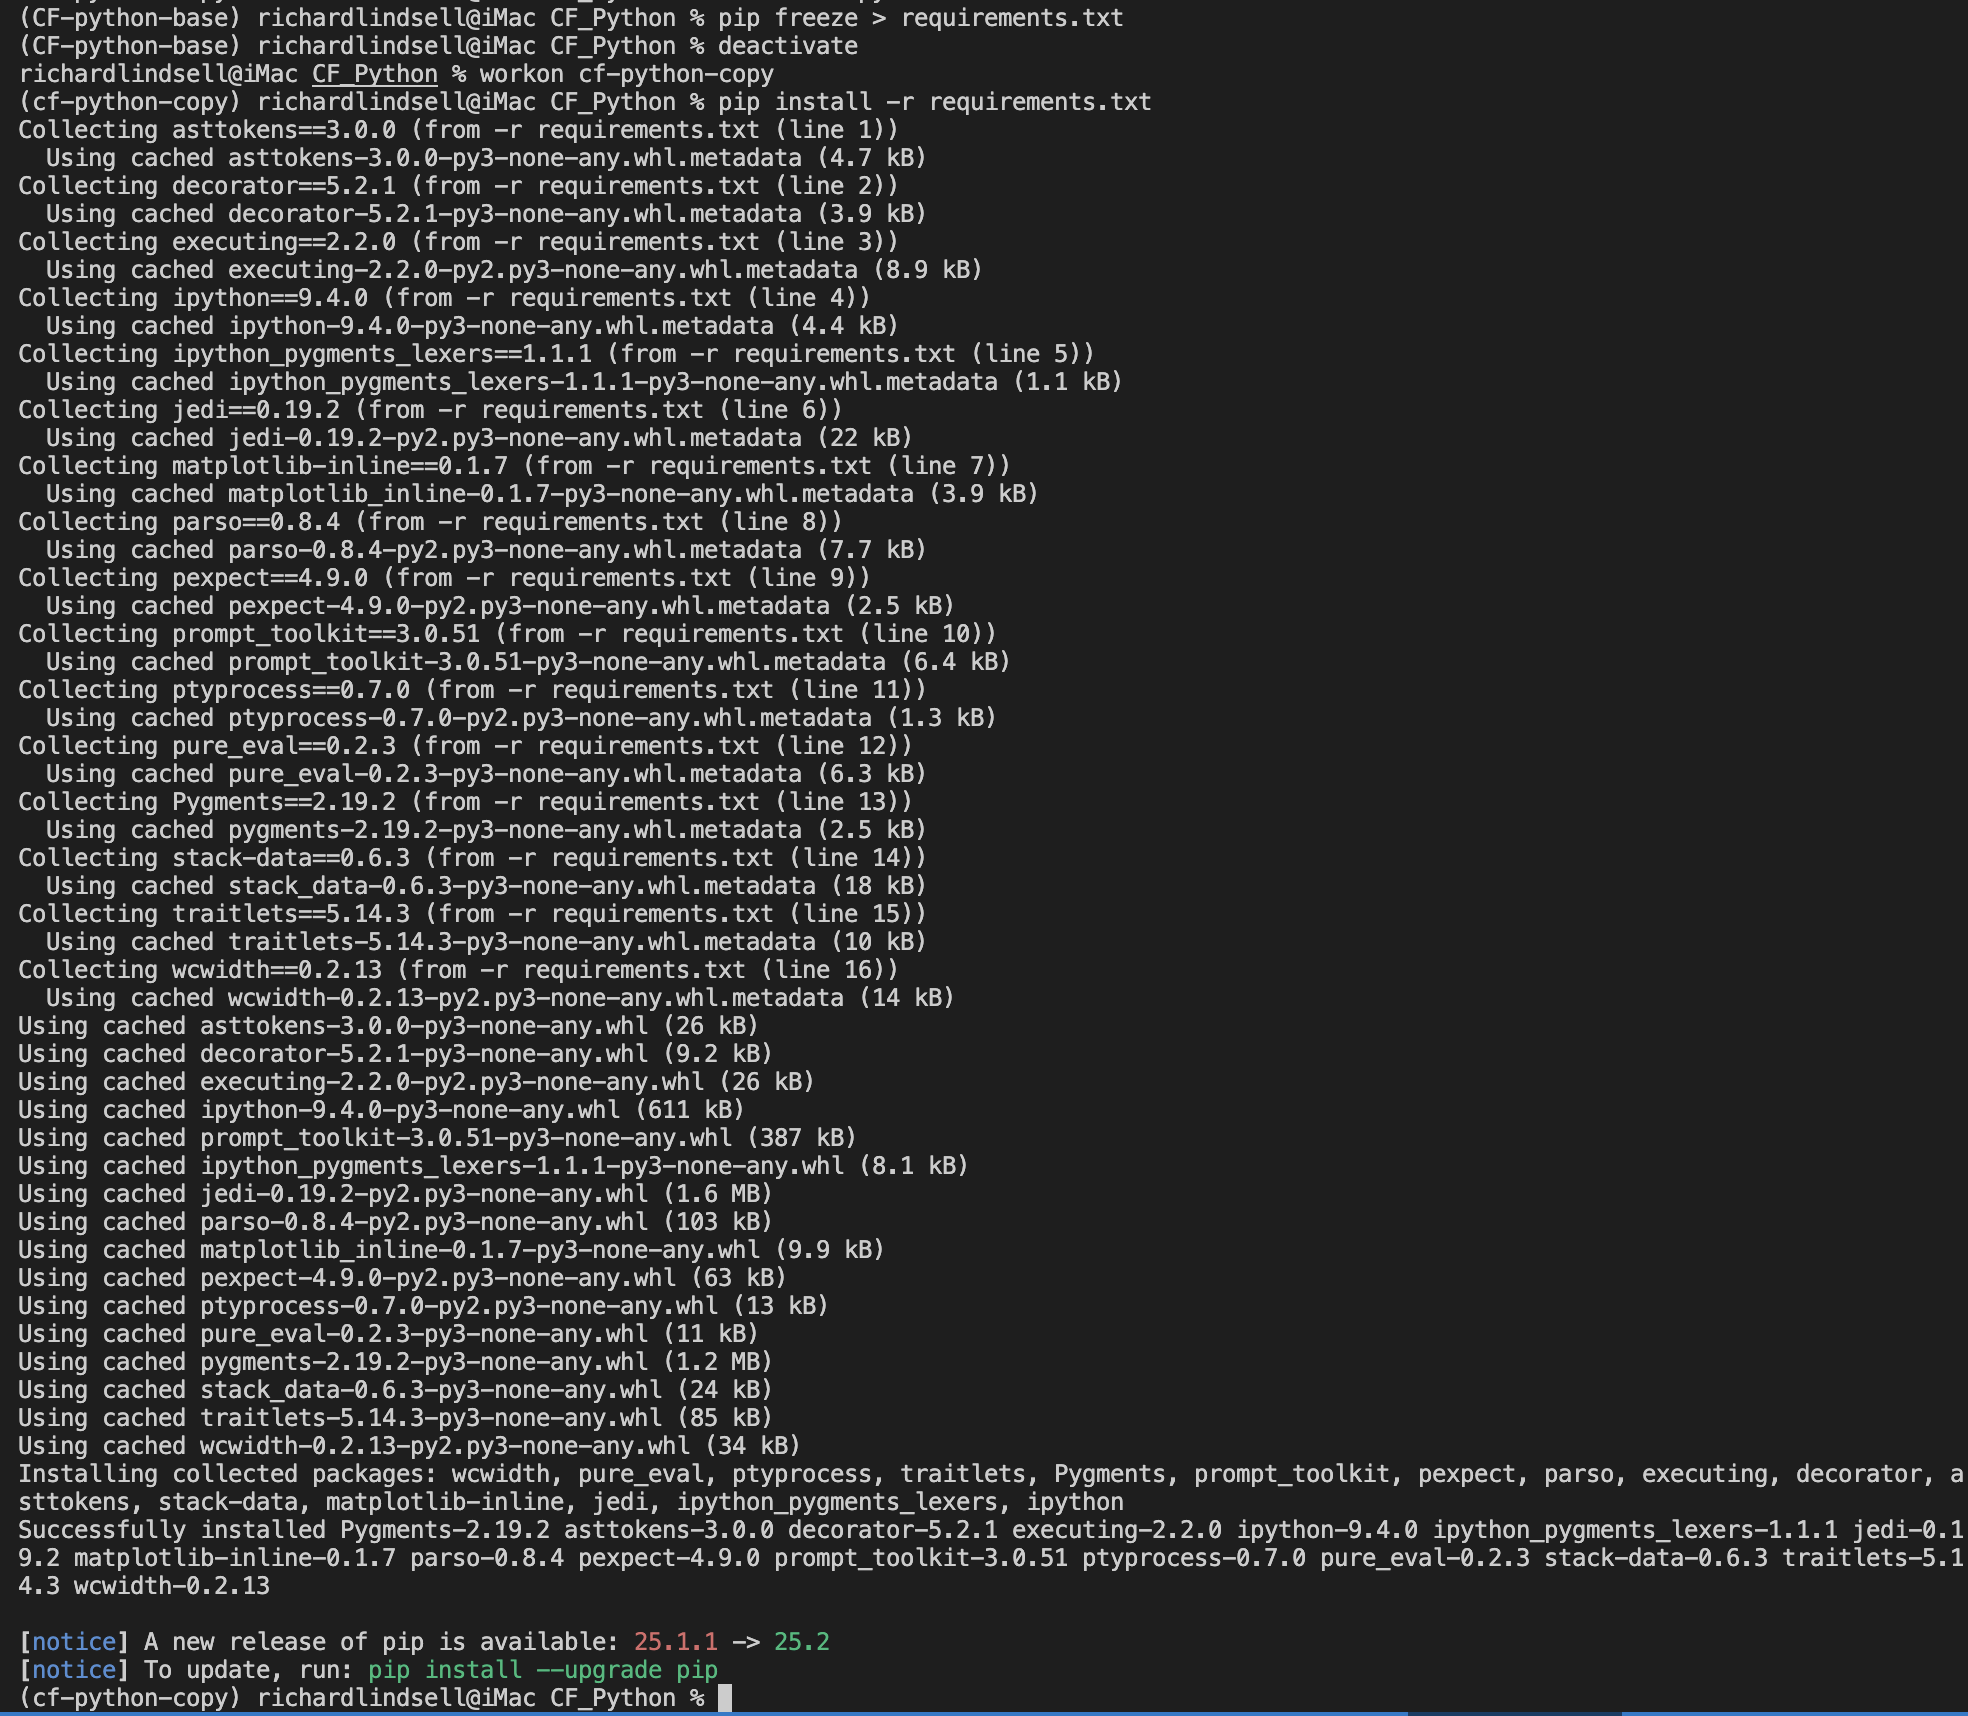 (CF-python-base) richardlindsell@iMac CF_Python % pip freeze > requirements.txt
(CF-python-base) richardlindsell@iMac CF_Python % deactivate
richardlindsell@iMac CF_Python % workon cf-python-copy
(cf-python-copy) richardlindsell@iMac CF_Python % pip install -r requirements.txt
Collecting asttokens==3.0.0 (from -r requirements.txt (line 1))
  Using cached asttokens-3.0.0-py3-none-any.whl.metadata (4.7 kB)
Collecting decorator==5.2.1 (from -r requirements.txt (line 2))
  Using cached decorator-5.2.1-py3-none-any.whl.metadata (3.9 kB)
Collecting executing==2.2.0 (from -r requirements.txt (line 3))
  Using cached executing-2.2.0-py2.py3-none-any.whl.metadata (8.9 kB)
Collecting ipython==9.4.0 (from -r requirements.txt (line 4))
  Using cached ipython-9.4.0-py3-none-any.whl.metadata (4.4 kB)
Collecting ipython_pygments_lexers==1.1.1 (from -r requirements.txt (line 5))
  Using cached ipython_pygments_lexers-1.1.1-py3-none-any.whl.metadata (1.1 kB)
Collecting jedi==0.19.2 (from -r requirements.txt (line 6))
  Using cached jedi-0.19.2-py2.py3-none-any.whl.metadata (22 kB)
Collecting matplotlib-inline==0.1.7 (from -r requirements.txt (line 7))
  Using cached matplotlib_inline-0.1.7-py3-none-any.whl.metadata (3.9 kB)
Collecting parso==0.8.4 (from -r requirements.txt (line 8))
  Using cached parso-0.8.4-py2.py3-none-any.whl.metadata (7.7 kB)
Collecting pexpect==4.9.0 (from -r requirements.txt (line 9))
  Using cached pexpect-4.9.0-py2.py3-none-any.whl.metadata (2.5 kB)
Collecting prompt_toolkit==3.0.51 (from -r requirements.txt (line 10))
  Using cached prompt_toolkit-3.0.51-py3-none-any.whl.metadata (6.4 kB)
Collecting ptyprocess==0.7.0 (from -r requirements.txt (line 11))
  Using cached ptyprocess-0.7.0-py2.py3-none-any.whl.metadata (1.3 kB)
Collecting pure_eval==0.2.3 (from -r requirements.txt (line 12))
  Using cached pure_eval-0.2.3-py3-none-any.whl.metadata (6.3 kB)
Collecting Pygments==2.19.2 (from -r requirements.txt (line 13))
  Using cached pygments-2.19.2-py3-none-any.whl.metadata (2.5 kB)
Collecting stack-data==0.6.3 (from -r requirements.txt (line 14))
  Using cached stack_data-0.6.3-py3-none-any.whl.metadata (18 kB)
Collecting traitlets==5.14.3 (from -r requirements.txt (line 15))
  Using cached traitlets-5.14.3-py3-none-any.whl.metadata (10 kB)
Collecting wcwidth==0.2.13 (from -r requirements.txt (line 16))
  Using cached wcwidth-0.2.13-py2.py3-none-any.whl.metadata (14 kB)
Using cached asttokens-3.0.0-py3-none-any.whl (26 kB)
Using cached decorator-5.2.1-py3-none-any.whl (9.2 kB)
Using cached executing-2.2.0-py2.py3-none-any.whl (26 kB)
Using cached ipython-9.4.0-py3-none-any.whl (611 kB)
Using cached prompt_toolkit-3.0.51-py3-none-any.whl (387 kB)
Using cached ipython_pygments_lexers-1.1.1-py3-none-any.whl (8.1 kB)
Using cached jedi-0.19.2-py2.py3-none-any.whl (1.6 MB)
Using cached parso-0.8.4-py2.py3-none-any.whl (103 kB)
Using cached matplotlib_inline-0.1.7-py3-none-any.whl (9.9 kB)
Using cached pexpect-4.9.0-py2.py3-none-any.whl (63 kB)
Using cached ptyprocess-0.7.0-py2.py3-none-any.whl (13 kB)
Using cached pure_eval-0.2.3-py3-none-any.whl (11 kB)
Using cached pygments-2.19.2-py3-none-any.whl (1.2 MB)
Using cached stack_data-0.6.3-py3-none-any.whl (24 kB)
Using cached traitlets-5.14.3-py3-none-any.whl (85 kB)
Using cached wcwidth-0.2.13-py2.py3-none-any.whl (34 kB)
Installing collected packages: wcwidth, pure_eval, ptyprocess, traitlets, Pygments, prompt_toolkit, pexpect, parso, executing, decorator, a
sttokens, stack-data, matplotlib-inline, jedi, ipython_pygments_lexers, ipython
Successfully installed Pygments-2.19.2 asttokens-3.0.0 decorator-5.2.1 executing-2.2.0 ipython-9.4.0 ipython_pygments_lexers-1.1.1 jedi-0.1
9.2 matplotlib-inline-0.1.7 parso-0.8.4 pexpect-4.9.0 prompt_toolkit-3.0.51 ptyprocess-0.7.0 pure_eval-0.2.3 stack-data-0.6.3 traitlets-5.1
4.3 wcwidth-0.2.13
[notice] A new release of pip is available: 25.1.1 -> 25.2
[notice] To update, run: pip install --upgrade pip
(cf-python-copy) richardlindsell@iMac CF_Python %